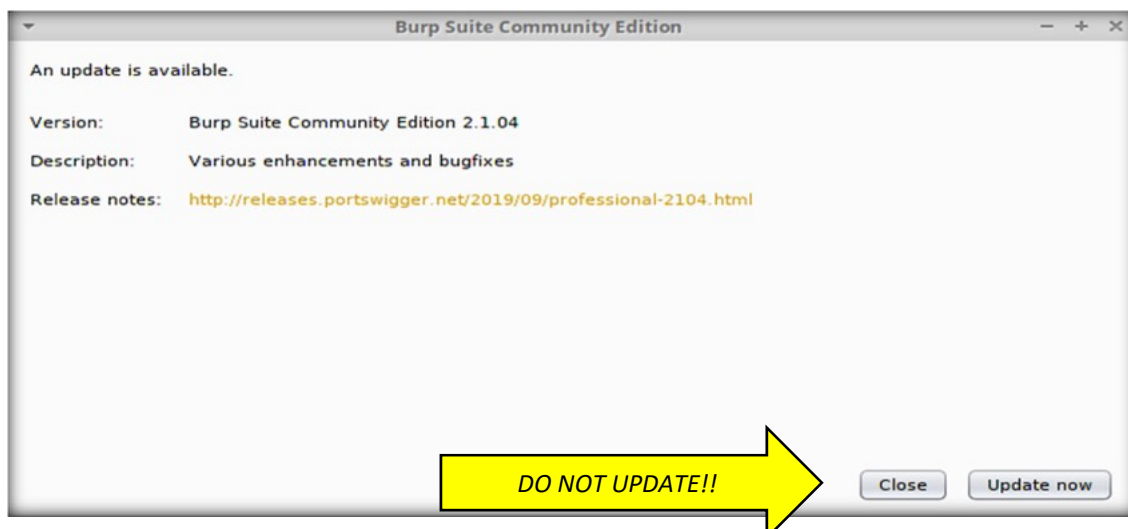 Burp Suite Community Edition
An update is available.
Version: Burp Suite Community Edition 2.1.04
Description: Various enhancements and bugfixes
Release notes: http://releases.portswigger.net/2019/09/professional-2104.html
DO NOT UPDATE!! Close Update now